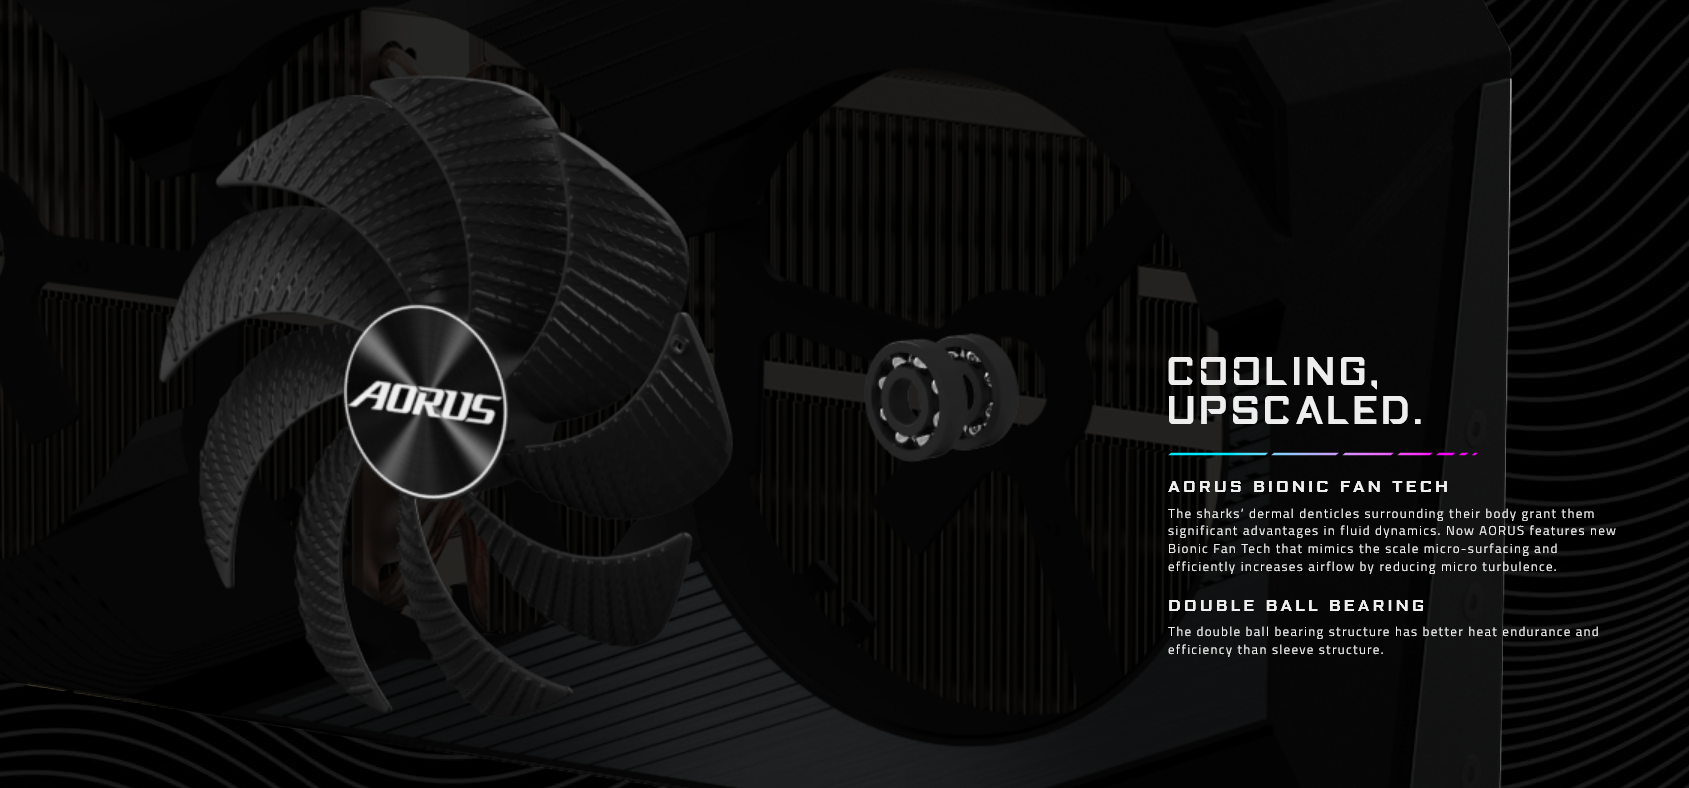 AORUS
COOLING,
UPSCALED.
AORUS BIONIC FAN TECH
The sharks' dermal denticles surrounding their body grant them
significant advantages in fluid dynamics. Now AORUS features new
Bionic Fan Tech that mimics the scale micro-surfacing and
efficiently increases airflow by reducing micro turbulence.
DOUBLE BALL BEARING
The double ball bearing structure has better heat endurance and
efficiency than sleeve structure.